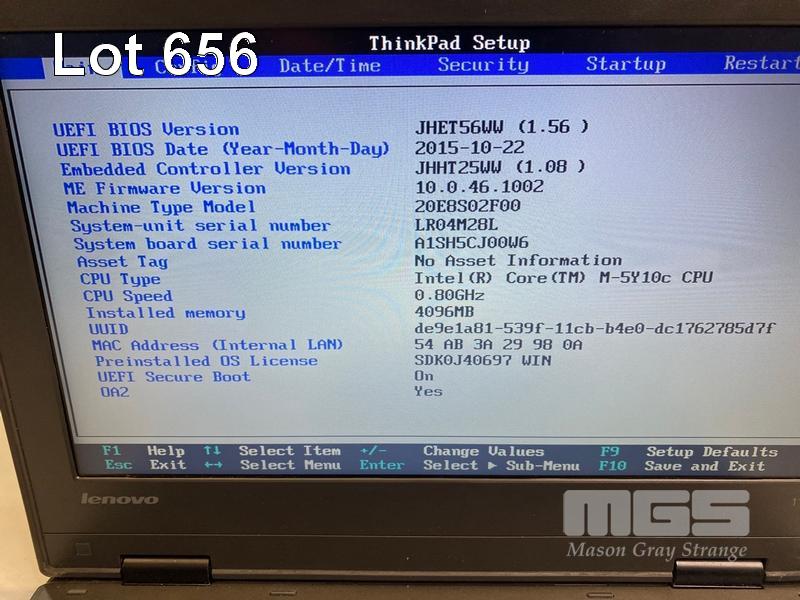 Lot 656
ThinkPad Setup
Date/Time Security Startup Restart
UEFI BIOS Version JHET56WW (1.56 )
UEFI BIOS Date (Year-Month-Day) 2015-10-22
Embedded Controller Version JHHT25WW (1.08 )
ME Firmware Version 10.0.46.1002
Machine Type Model 20E8S02F00
System-unit serial number LR04M28L
System board serial number A1SH5CJ00W6
Asset Tag No Asset Information
CPU Type Intel(R) Core(TM) M-5Y10c CPU
CPU Speed 0.80GHz
Installed memory 4096MB
UUID de9e1a81-539f-11cb-b4e0-dc1762785d7f
MAC Address (Internal LAN) 54 AB 3A 29 98 0A
Preinstalled OS License SDK0J40697 WIN
UEFI Secure Boot On
OA2 Yes
F1 Help ↑↓ Select Item +/- Change Values F9 Setup Defaults
Esc Exit ↔ Select Menu Enter Select ▶ Sub-Menu F10 Save and Exit
lenovo
MGS
Mason Gray Strange